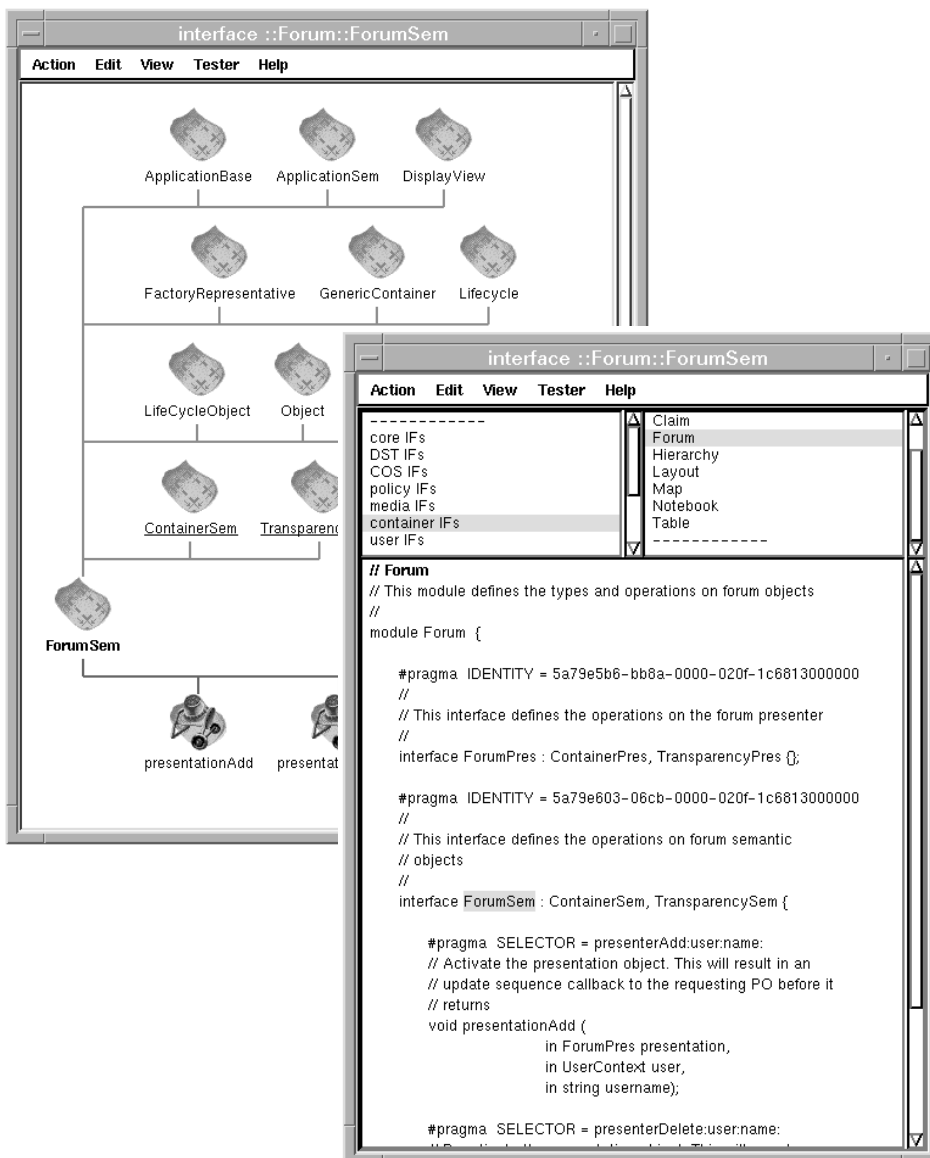 interface ::Forum::ForumSem
Action Edit View Tester Help
ApplicationBase ApplicationSem DisplayView
FactoryRepresentative GenericContainer Lifecycle
LifeCycleObject Object
ContainerSem Transparenc
ForumSem
presentationAdd presentat
interface ::Forum::ForumSem
Action Edit View Tester Help
------------
core IFs
DST IFs
COS IFs
policy IFs
media IFs
container IFs
user IFs
Claim
Forum
Hierarchy
Layout
Map
Notebook
Table
------------
// Forum
// This module defines the types and operations on forum objects
//
module Forum {
#pragma IDENTITY = 5a79e5b6-bb8a-0000-020f-1c6813000000
//
// This interface defines the operations on the forum presenter
//
interface ForumPres : ContainerPres, TransparencyPres {};
#pragma IDENTITY = 5a79e603-06cb-0000-020f-1c6813000000
//
// This interface defines the operations on forum semantic
// objects
//
interface ForumSem : ContainerSem, TransparencySem {
#pragma SELECTOR = presenterAdd:user:name:
// Activate the presentation object. This will result in an
// update sequence callback to the requesting PO before it
// returns
void presentationAdd (
in ForumPres presentation,
in UserContext user,
in string username);
#pragma SELECTOR = presenterDelete:user:name: